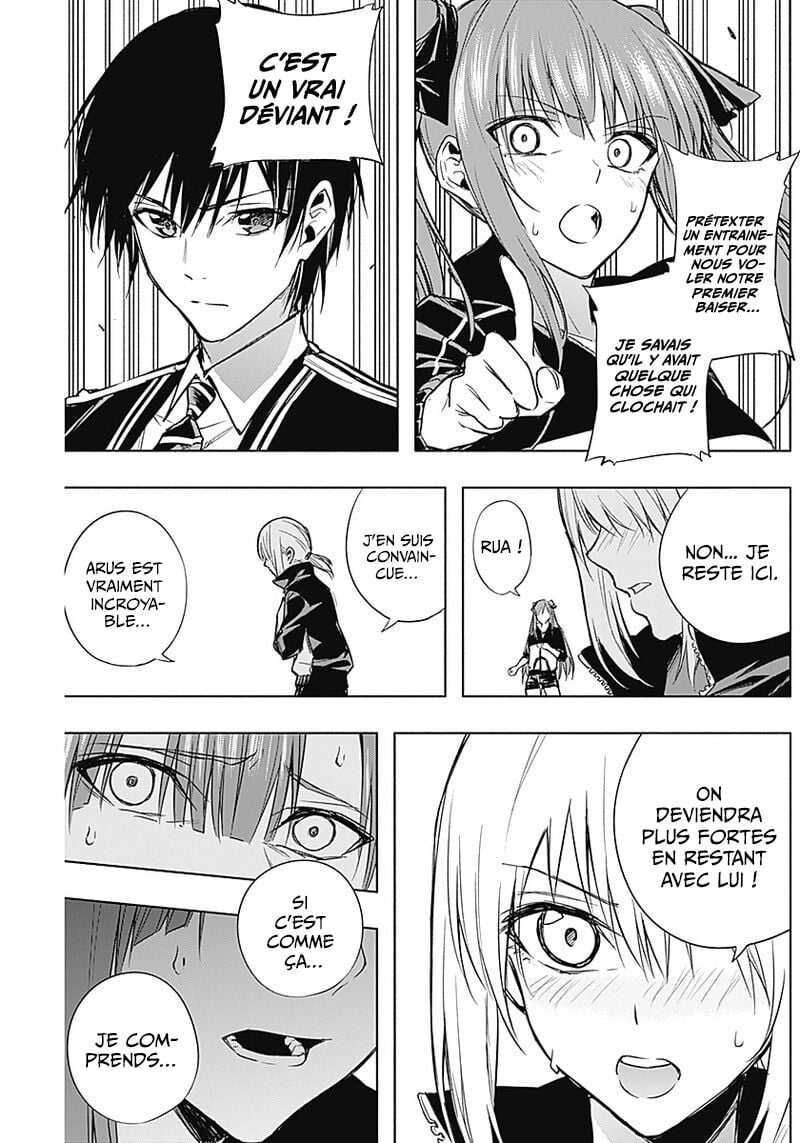 PRÉTEXTER
UN ENTRAINE-
MENT POUR
NOUS VO-
LER NOTRE
PREMIER
BAISER...
JE SAVAIS
QU'IL Y AVAIT
QUELQUE
CHOSE QUI
CLOCHAIT !
C'EST
UN VRAI
DÉVIANT !
NON... JE
RESTE ICI.
RUA !
J'EN SUIS
CONVAIN-
CUE...
ARUS EST
VRAIMENT
INCROYA-
BLE...
ON
DEVIENDRA
PLUS FORTES
EN RESTANT
AVEC LUI !
SI
C'EST
COMME
ÇA...
JE COM-
PRENDS...